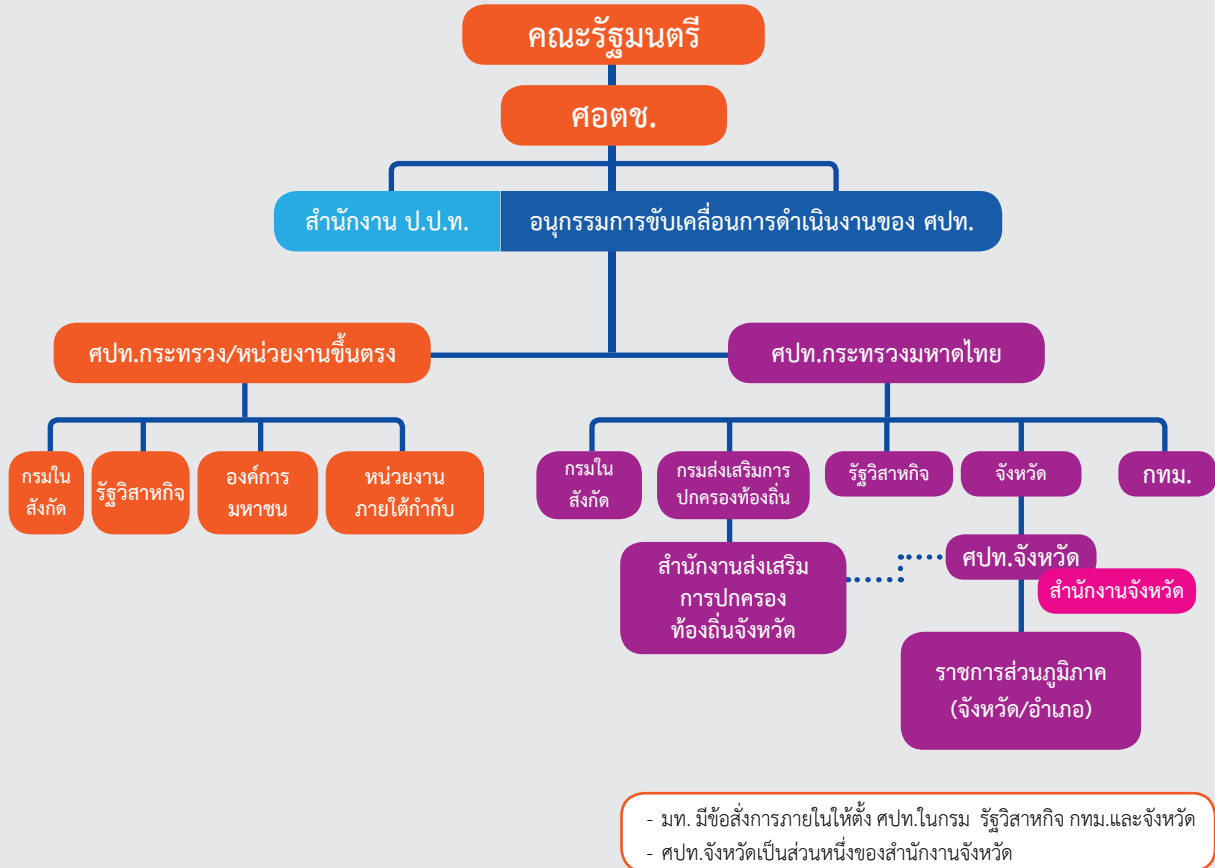 คณะรัฐมนตรี
ศอตช.
สำนักงาน ป.ป.ท.
อนุกรรมการขับเคลื่อนการดำเนินงานของ ศปท.
ศปท.กระทรวง/หน่วยงานขึ้นตรง
ศปท.กระทรวงมหาดไทย
กรมใน
สังกัด
รัฐวิสาหกิจ
องค์การ
มหาชน
หน่วยงาน
ภายใต้กำกับ
กรมใน
สังกัด
กรมส่งเสริมการ
ปกครองท้องถิ่น
รัฐวิสาหกิจ
จังหวัด
กทม.
สำนักงานส่งเสริม
การปกครอง
ท้องถิ่นจังหวัด
ศปท.จังหวัด
สำนักงานจังหวัด
ราชการส่วนภูมิภาค
(จังหวัด/อำเภอ)
- มท. มีข้อสั่งการภายในให้ตั้ง ศปท.ในกรม รัฐวิสาหกิจ กทม.และจังหวัด
- ศปท.จังหวัดเป็นส่วนหนึ่งของสำนักงานจังหวัด